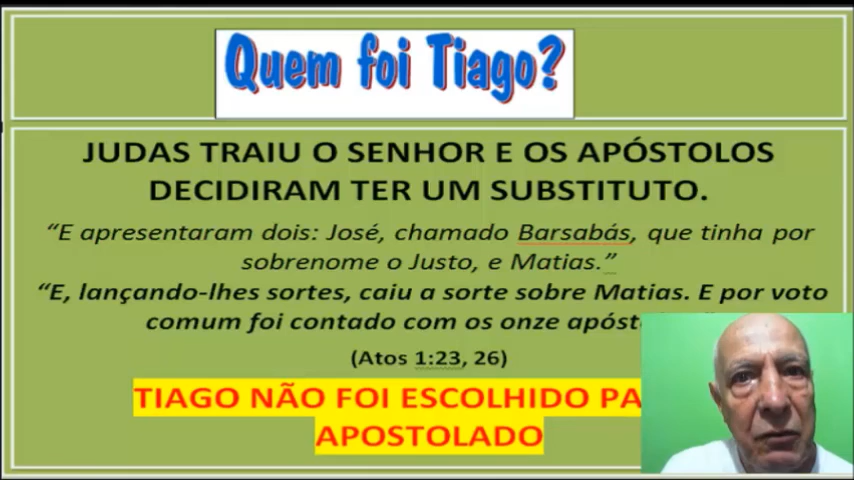 Quem foi Tiago?
JUDAS TRAIU O SENHOR E OS APÓSTOLOS
DECIDIRAM TER UM SUBSTITUTO.
“E apresentaram dois: José, chamado Barsabás, que tinha por
sobrenome o Justo, e Matias.”
“E, lançando-lhes sortes, caiu a sorte sobre Matias. E por voto
comum foi contado com os onze
(Atos 1:23, 26)
TIAGO NÃO FOI ESCOLHIDO
APOSTOLADO